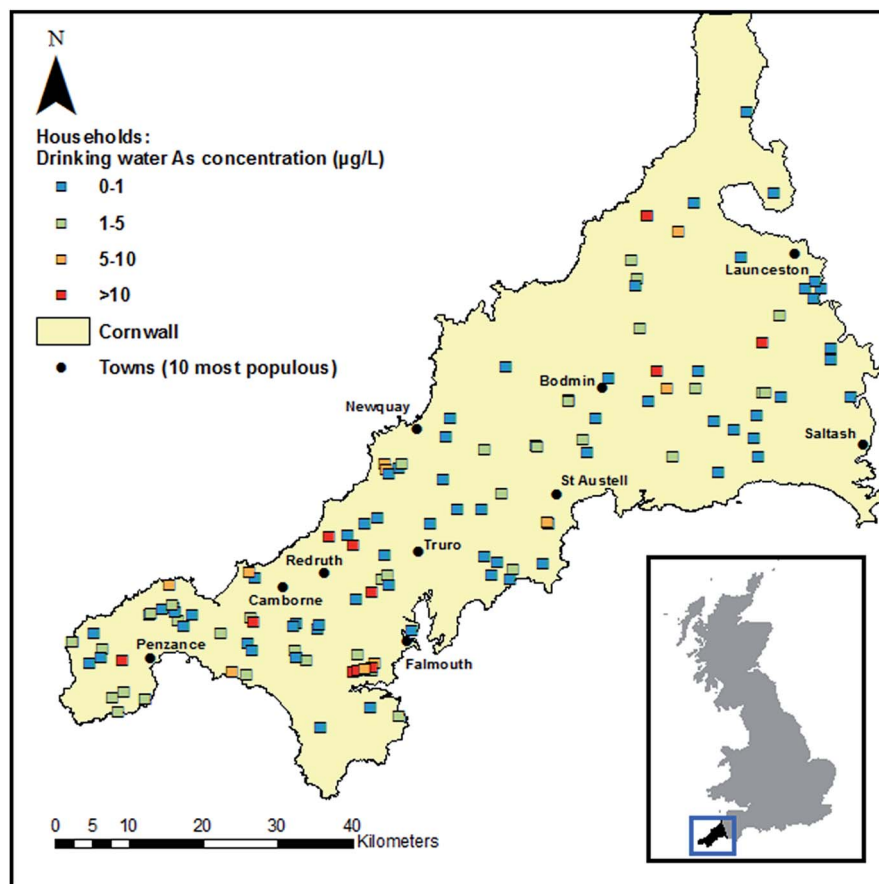 N
Households:
Drinking water As concentration (µg/L)
0-1
1-5
5-10
>10
Cornwall
Towns (10 most populous)
Launceston
Bodmin
Newquay
Saltash
St Austell
Truro
Redruth
Camborne
Penzance
Falmouth
0 5 10 20 30 40 Kilometers